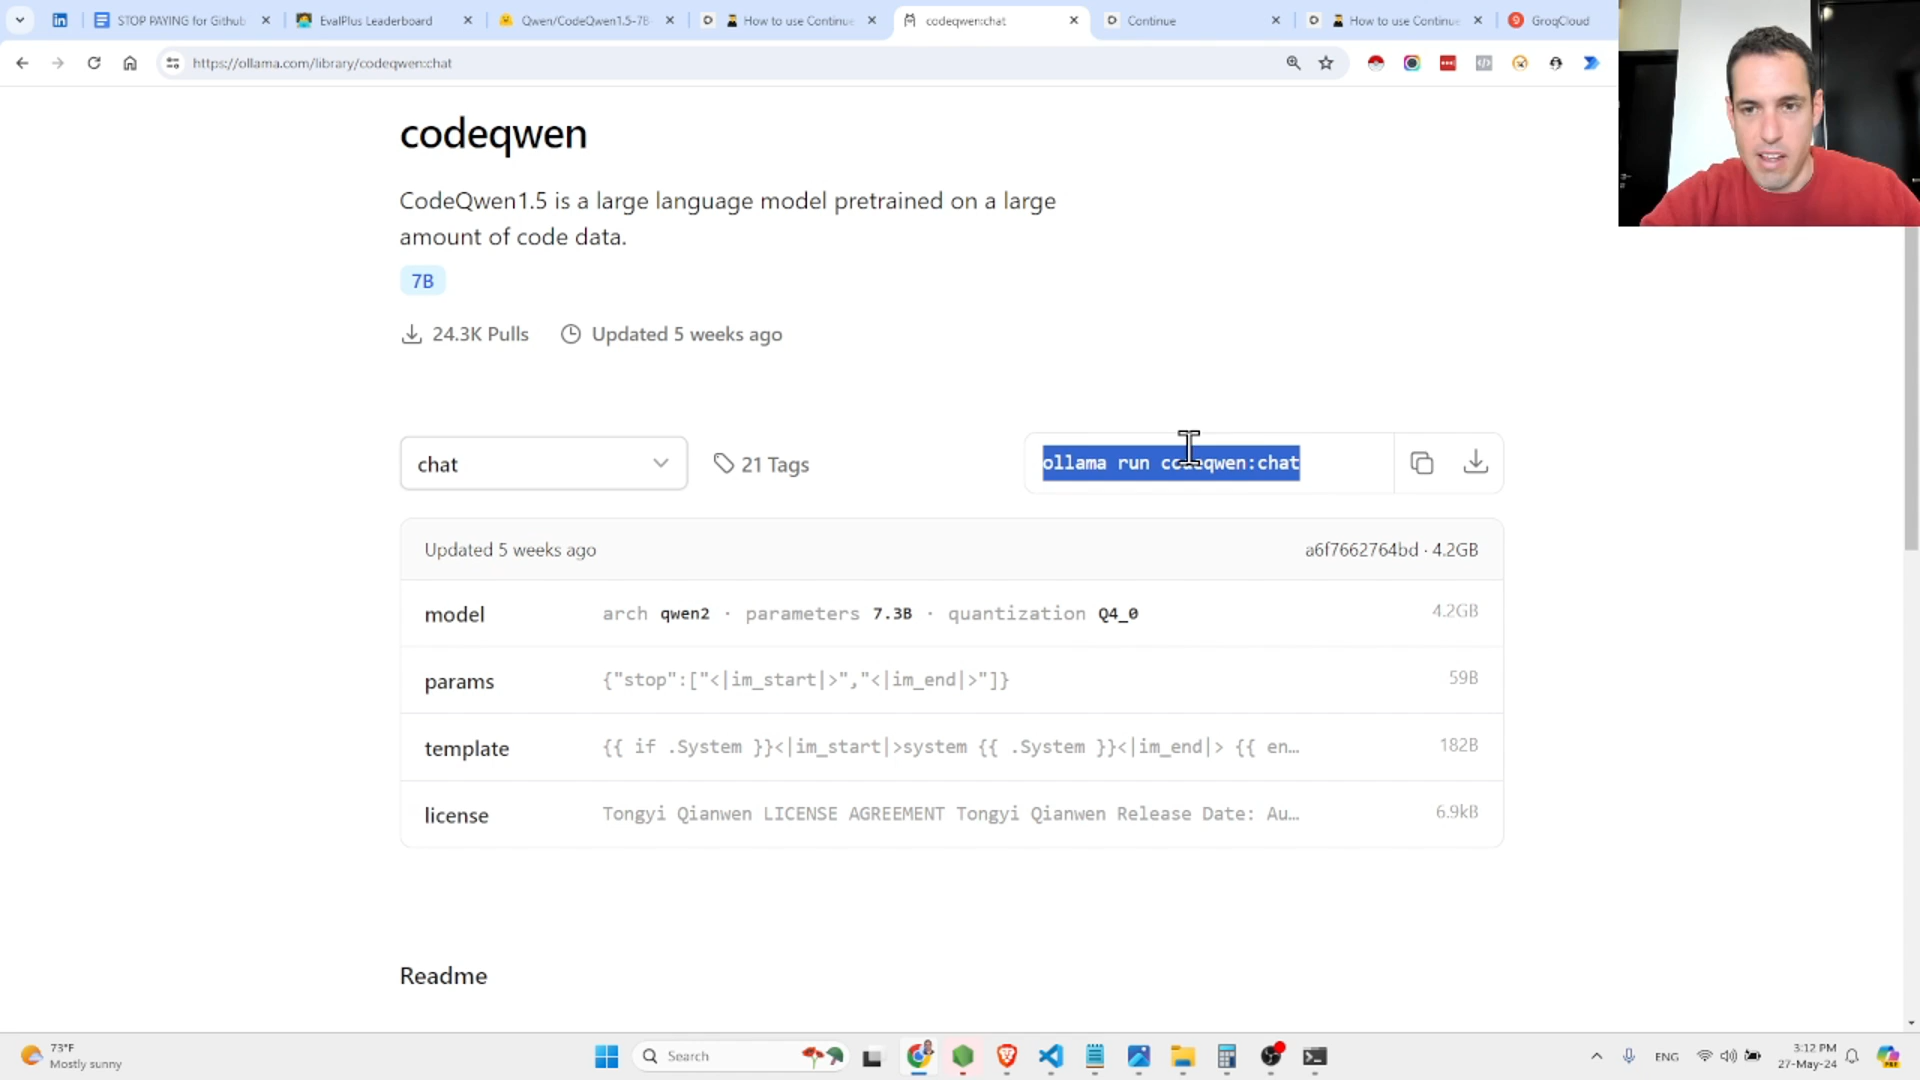 STOP PAYING for Github
EvalPlus Leaderboard
Qwen/CodeQwen1.5-7B-
How to use Continue
codeqwen:chat
Continue
How to use Continue
GroqCloud
https://ollama.com/library/codeqwen:chat
codeqwen
CodeQwen1.5 is a large language model pretrained on a large
amount of code data.
7B
24.3K Pulls
Updated 5 weeks ago
chat
21 Tags
ollama run codeqwen:chat
Updated 5 weeks ago
a6f7662764bd · 4.2GB
model
arch qwen2 · parameters 7.3B · quantization Q4_0
4.2GB
params
{"stop":["<|im_start|>","<|im_end|>"]}
59B
template
{{ if .System }}<|im_start|>system {{ .System }}<|im_end|> {{ en…
182B
license
Tongyi Qianwen LICENSE AGREEMENT Tongyi Qianwen Release Date: Au…
6.9kB
Readme
73°F
Mostly sunny
Search
ENG
3:12 PM
27-May-24